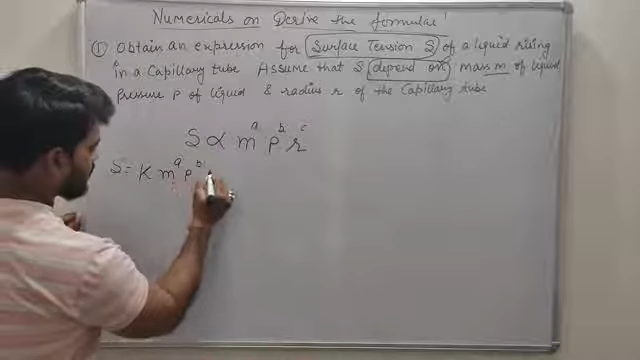 Numericals on Derive the formulae!
① Obtain an expression for Surface Tension S of a liquid rising
in a Capillary tube Assume that S depend on mass m of liquid
pressure P of liquid & radius r of the Capillary tube
S ∝ m^a P^b r^c
S = K m^a P^b